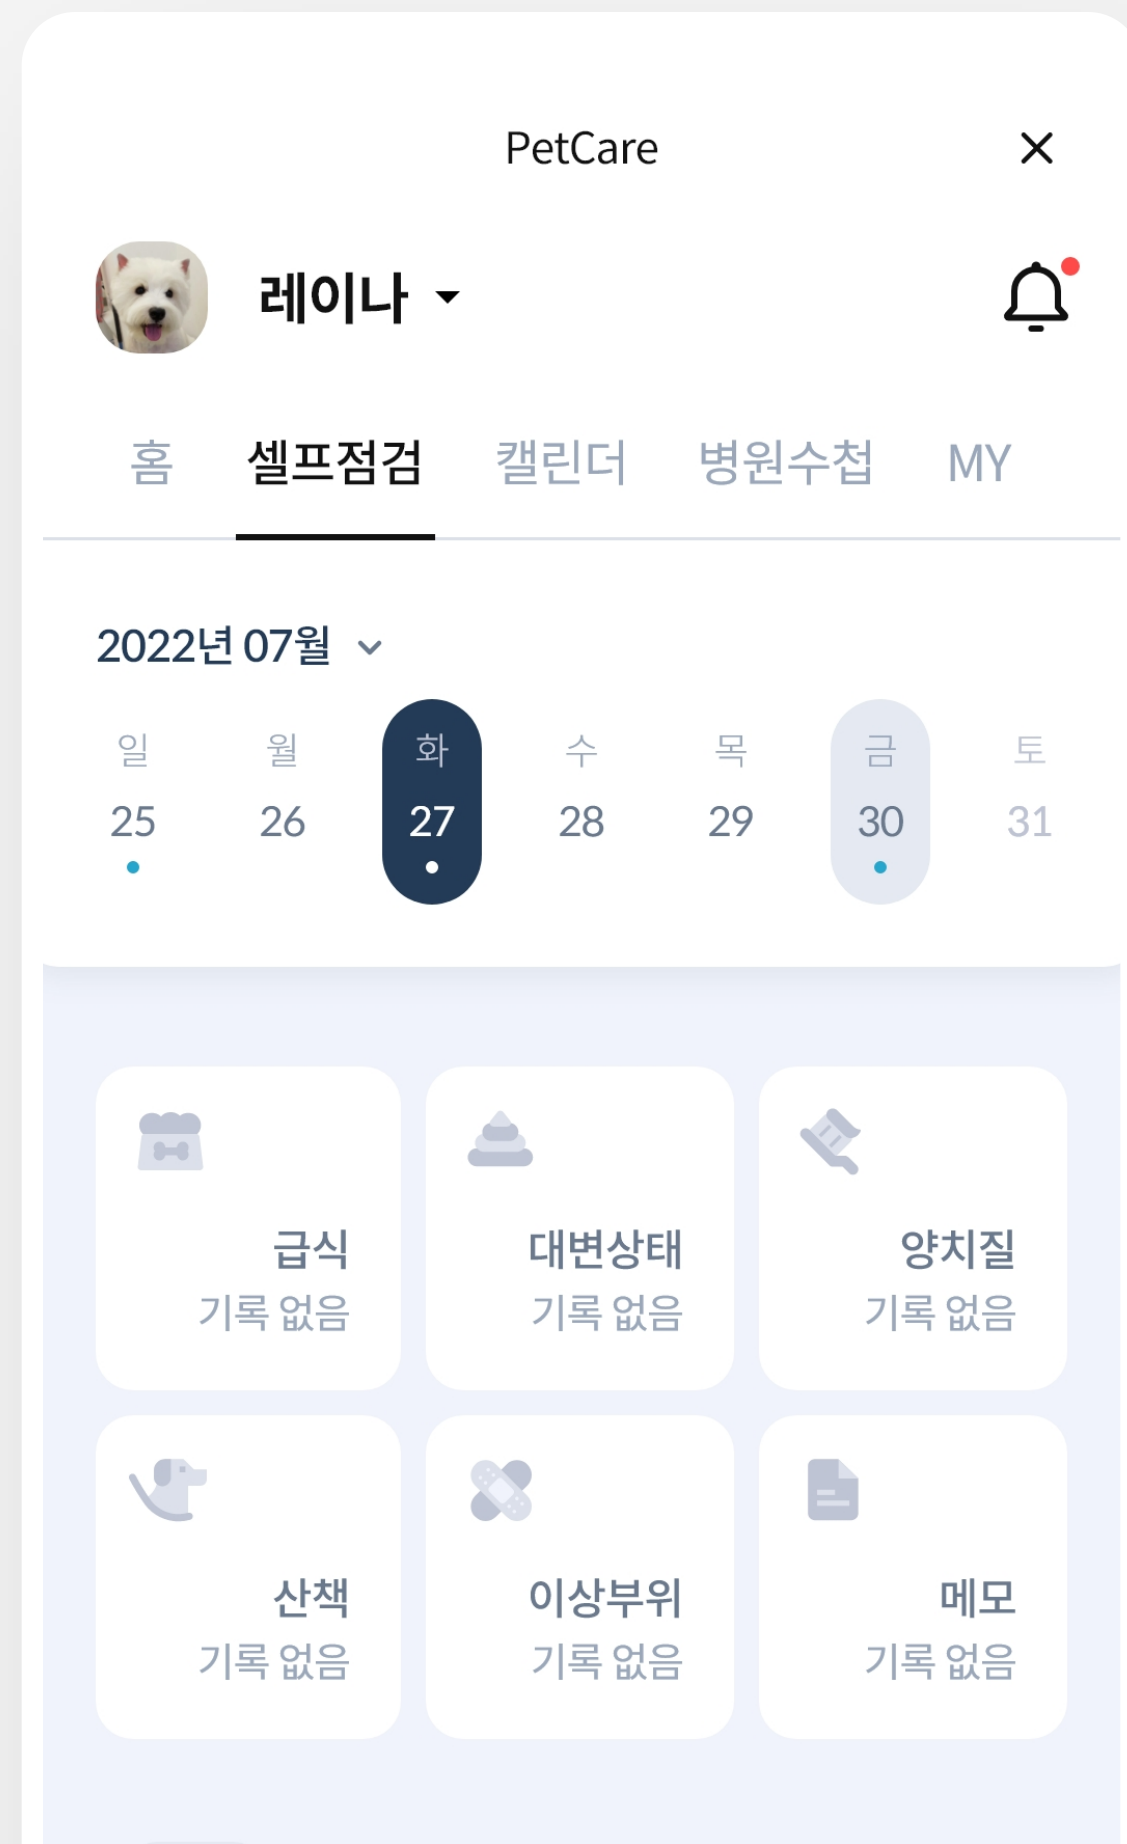 PetCare
레이나
홈 셀프점검 캘린더 병원수첩 MY
2022년 07월
일 월 화 수 목 금 토
25 26 27 28 29 30 31
급식 대변상태 양치질
기록 없음 기록 없음 기록 없음
산책 이상부위 메모
기록 없음 기록 없음 기록 없음